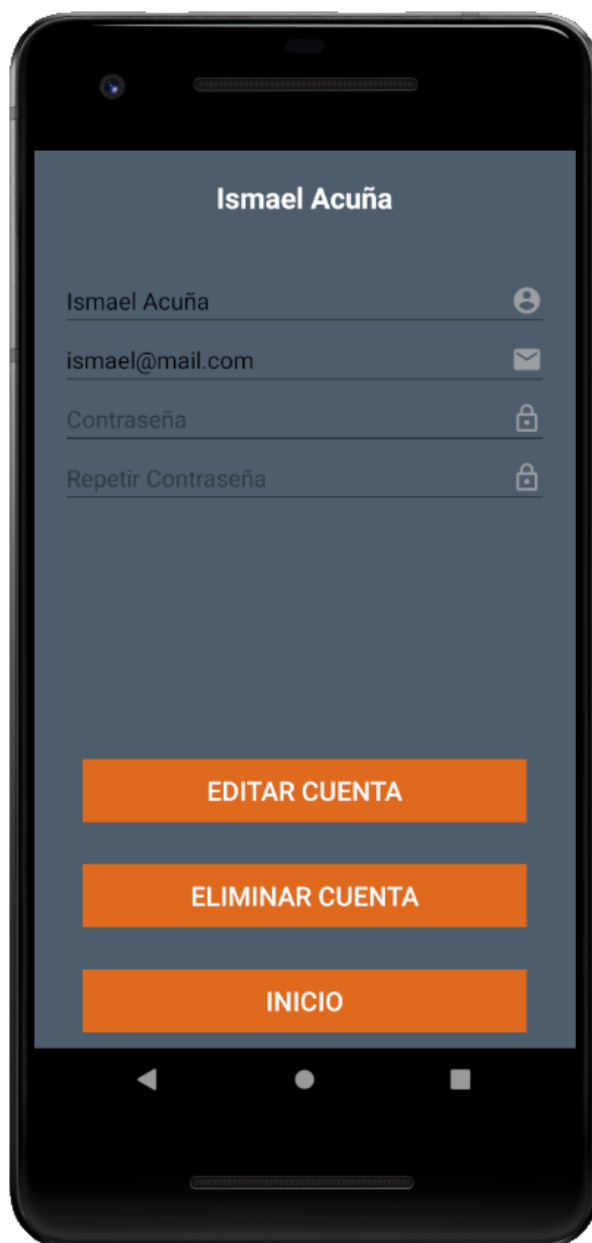 Ismael Acuña
Ismael Acuña
ismael@mail.com
Contraseña
Repetir Contraseña
EDITAR CUENTA
ELIMINAR CUENTA
INICIO